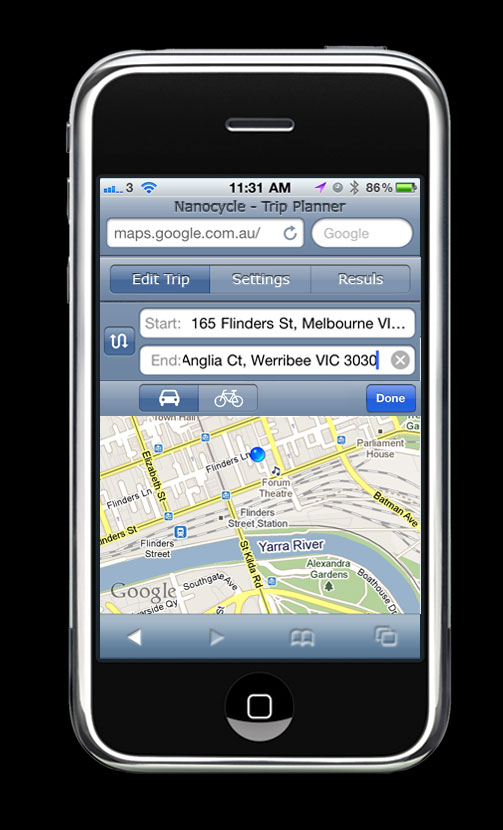 3 11:31 AM 86%
Nanocycle - Trip Planner
maps.google.com.au/ Google
Edit Trip Settings Resuls
Start: 165 Flinders St, Melbourne VI...
End: Anglia Ct, Werribee VIC 3030
Done
Town Hall
Parliament
House
Elizabeth St
Flinders Ln
Forum
Theatre
Flinders Ln
Batman Ave
Flinders
Street Station
linders St
Flinders
Street
Yarra River
St Kilda Rd
Alexandra
Gardens
Southgate Ave
Boathouse D
Google
erside Qy